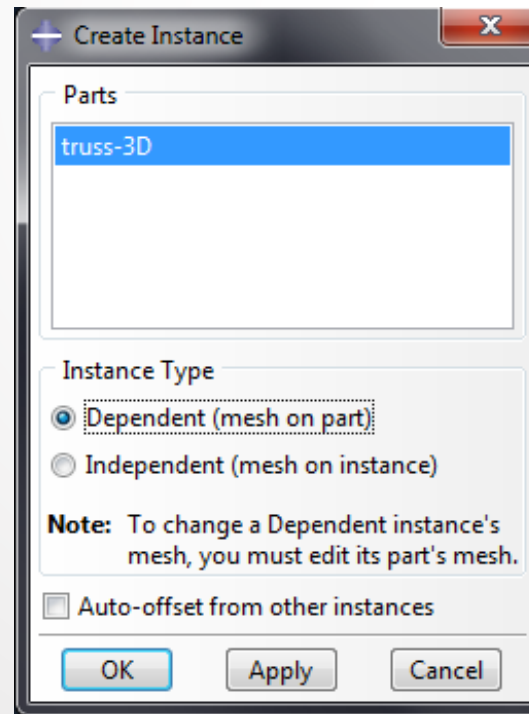 Create Instance
Parts
truss-3D
Instance Type
Dependent (mesh on part)
Independent (mesh on instance)
Note: To change a Dependent instance's
mesh, you must edit its part's mesh.
Auto-offset from other instances
OK Apply Cancel